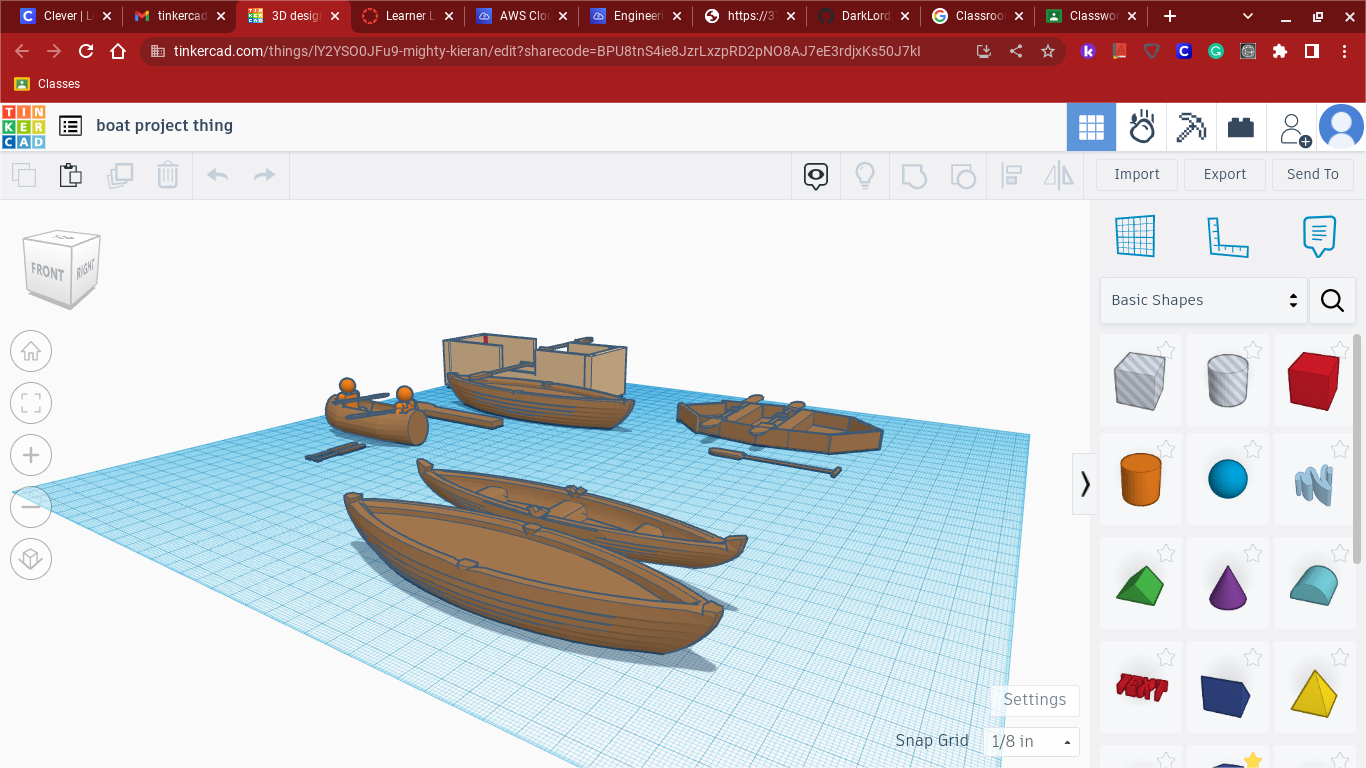 Clever | L
tinkercad
3D desig
Learner L
AWS Clo
Engineer
https://3
DarkLord
Classroo
Classwo
tinkercad.com/things/lY2YSO0JFu9-mighty-kieran/edit?sharecode=BPU8tnS4ie8JzrLxzpRD2pNO8AJ7eE3rdjxKs50J7kI
Classes
TIN
KER
CAD
boat project thing
Import
Export
Send To
TOP
FRONT
RIGHT
Basic Shapes
TEXT
Settings
Snap Grid
1/8 in